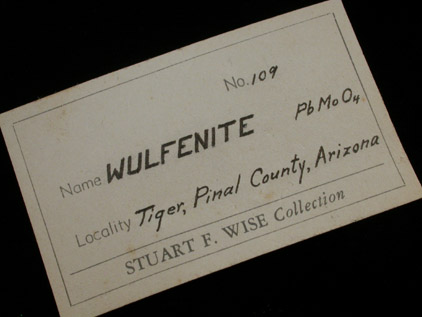 No. 109
PbMoO4
Name WULFENITE
Locality Tiger, Pinal County, Arizona
STUART F. WISE Collection